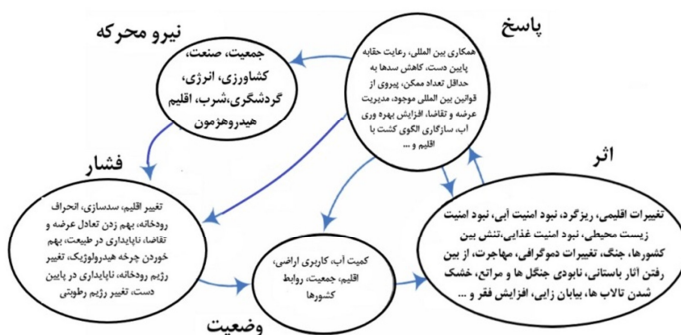 نیرو محرکه
جمعیت، صنعت،
کشاورزی، انرژی،
گردشگری،شرب، اقلیم
هیدروهژمون
پاسخ
همکاری بین المللی، رعایت حقابه
پایین دست، کاهش سدها به
حداقل تعداد ممکن، پیروی از
قوانین بین المللی موجود، مدیریت
عرضه و تقاضا، افزایش بهره وری
آب، سازگاری الگوی کشت با
اقلیم و ...
فشار
تغییر اقلیم، سدسازی، انحراف
رودخانه، بهم زدن تعادل عرضه و
تقاضا، ناپایداری در طبیعت، بهم
خوردن چرخه هیدرولوژیک، تغییر
رژیم رودخانه، ناپایداری در پایین
دست، تغییر رژیم رطوبتی
وضعیت
کمیت آب، کاربری اراضی،
اقلیم، جمعیت، روابط
کشورها
اثر
تغییرات اقلیمی، ریزگرد، نبود امنیت آبی، نبود امنیت
زیست محیطی، نبود امنیت غذایی،تنش بین
کشورها، جنگ، تغییرات دموگرافی، مهاجرت، از بین
رفتن آثار باستانی، نابودی جنگل ها و مراتع، خشک
شدن تالاب ها، بیابان زایی، افزایش فقر و ...